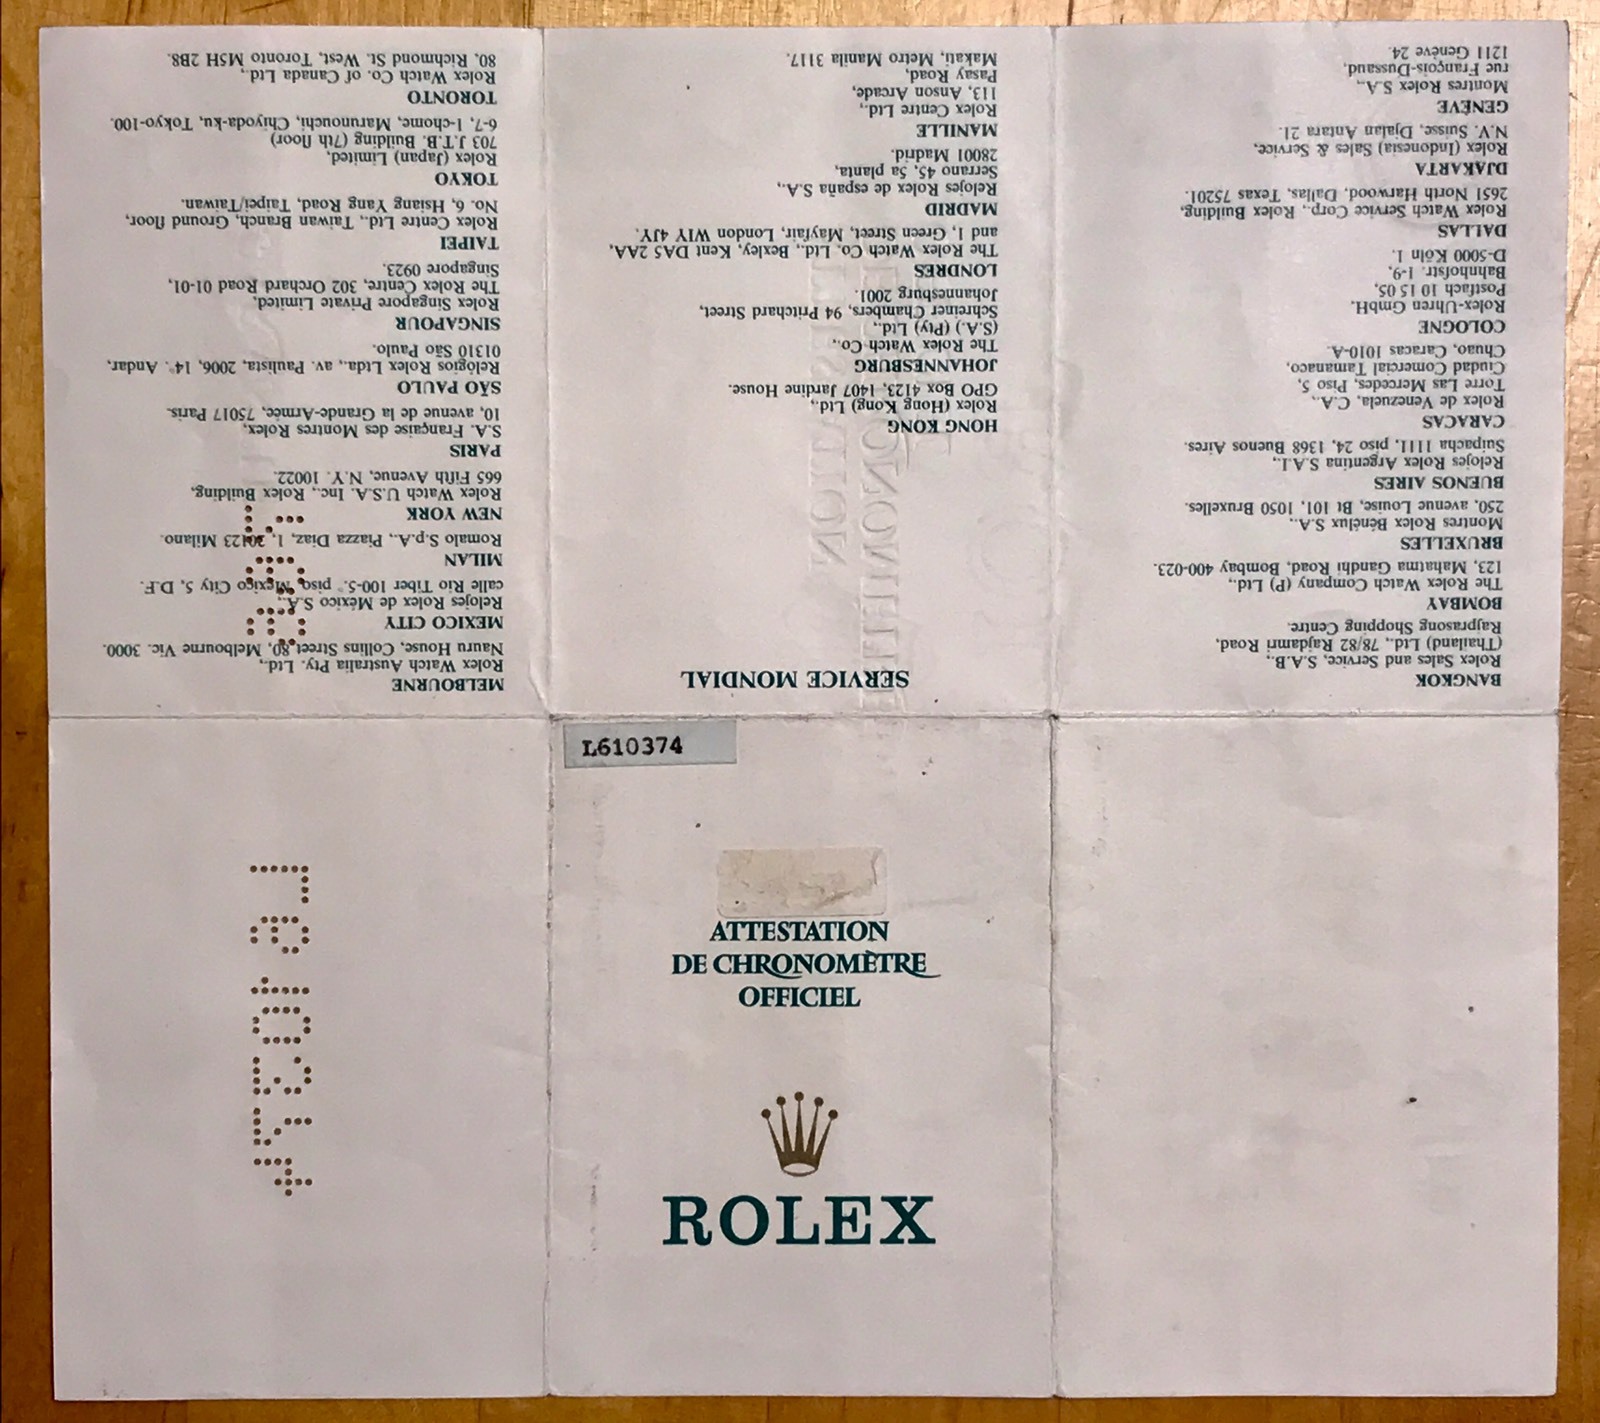 L610374
ATTESTATION
DE CHRONOMÈTRE
OFFICIEL
ROLEX
L610374
SERVICE MONDIAL
BANGKOK
Rolex Sales and Service, S.A.B.,
(Thailand) Ltd., 78/82 Rajdamri Road,
Rajprasong Shopping Centre.
BOMBAY
The Rolex Watch Company (P) Ltd.,
123, Mahatma Gandhi Road, Bombay 400-023.
BRUXELLES
Montres Rolex Bénélux S.A.,
250, avenue Louise, Bt 101, 1050 Bruxelles.
BUENOS AIRES
Relojes Rolex Argentina S.A.I.,
Suipacha 1111, piso 24, 1368 Buenos Aires.
CARACAS
Rolex de Venezuela, C.A.,
Torre Las Mercedes, Piso 5,
Ciudad Comercial Tamanaco,
Chuao, Caracas 1010-A.
COLOGNE
Rolex-Uhren GmbH.
Postfach 10 15 05,
Bahnhofstr. 1-9,
D-5000 Köln 1.
DALLAS
Rolex Watch Service Corp., Rolex Building,
2651 North Harwood, Dallas, Texas 75201.
DJAKARTA
Rolex (Indonesia) Sales & Service,
N.V. Suisse, Djalan Antara 21.
GENÈVE
Montres Rolex S.A.,
rue François-Dussaud,
1211 Genève 24.
HONG KONG
Rolex (Hong Kong) Ltd.,
GPO Box 4123, 1407 Jardine House.
JOHANNESBURG
The Rolex Watch Co.,
(S.A.) (Pty) Ltd.,
Schreiner Chambers, 94 Pritchard Street,
Johannesburg 2001.
LONDRES
The Rolex Watch Co. Ltd., Bexley, Kent DA5 2AA,
and 1, Green Street, Mayfair, London W1Y 4JY.
MADRID
Relojes Rolex de españa S.A.,
Serrano 45, 5a planta,
28001 Madrid.
MANILLE
Rolex Centre Ltd.,
113, Anson Arcade,
Pasay Road,
Makati, Metro Manila 3117.
MELBOURNE
Rolex Watch Australia Pty. Ltd.,
Nauru House, Collins Street 80, Melbourne Vic. 3000.
MEXICO CITY
Relojes Rolex de México S.A.,
calle Rio Tiber 100-5.° piso, Mexico City 5, D.F.
MILAN
Romalo S.p.A., Piazza Diaz, 1, 20123 Milano.
NEW YORK
Rolex Watch U.S.A. Inc., Rolex Building,
665 Fifth Avenue, N.Y. 10022.
PARIS
S.A. Française des Montres Rolex,
10, avenue de la Grande-Armée, 75017 Paris.
SÃO PAULO
Relógios Rolex Ltda., av. Paulista, 2006, 14°. Andar,
01310 São Paulo.
SINGAPOUR
Rolex Singapore Private Limited,
The Rolex Centre, 302 Orchard Road 01-01,
Singapore 0923.
TAIPEI
Rolex Centre Ltd., Taiwan Branch, Ground floor,
No. 6, Hsiang Yang Road, Taipei/Taiwan.
TOKYO
Rolex (Japan) Limited,
703 J.T.B. Building (7th floor)
6-7, 1-chome, Marunouchi, Chiyoda-ku, Tokyo-100.
TORONTO
Rolex Watch Co. of Canada Ltd.,
80, Richmond St. West, Toronto M5H 2B8.